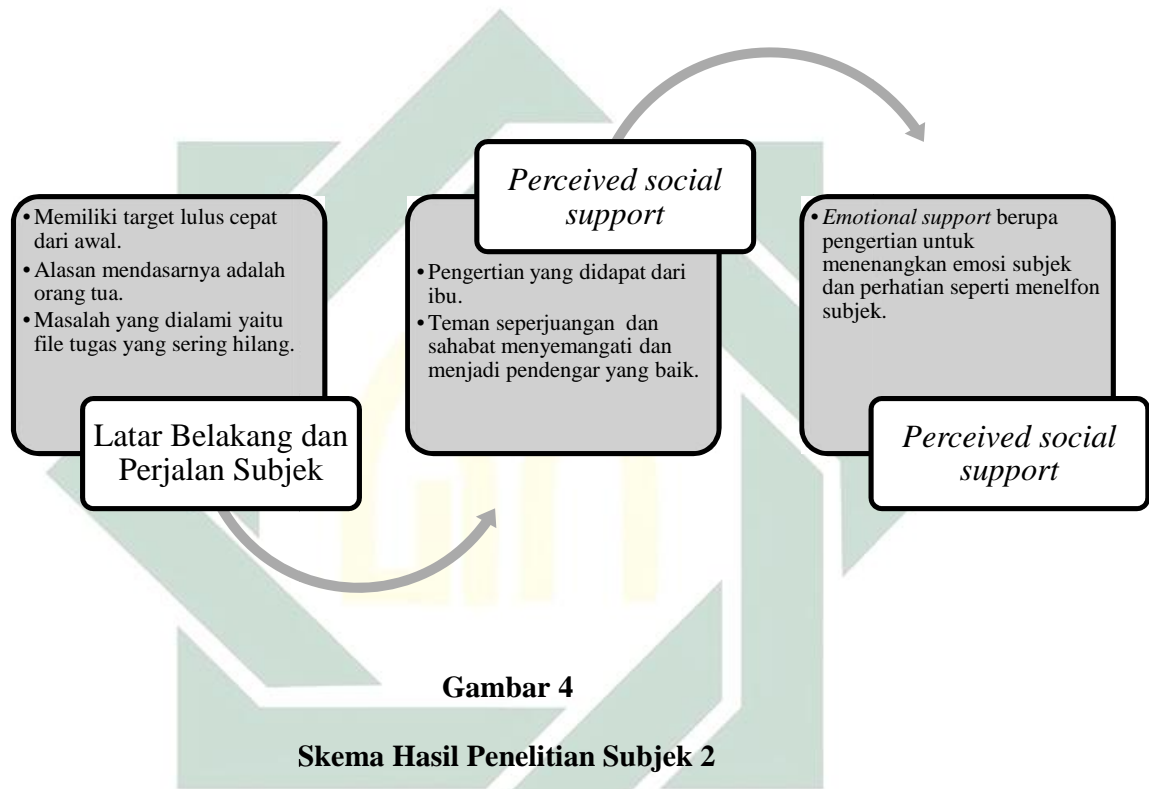 • Memiliki target lulus cepat
dari awal.
• Alasan mendasarnya adalah
orang tua.
• Masalah yang dialami yaitu
file tugas yang sering hilang.
Latar Belakang dan
Perjalan Subjek
Perceived social
support
• Pengertian yang didapat dari
ibu.
• Teman seperjuangan dan
sahabat menyemangati dan
menjadi pendengar yang baik.
• Emotional support berupa
pengertian untuk
menenangkan emosi subjek
dan perhatian seperti menelfon
subjek.
Perceived social
support
Gambar 4
Skema Hasil Penelitian Subjek 2